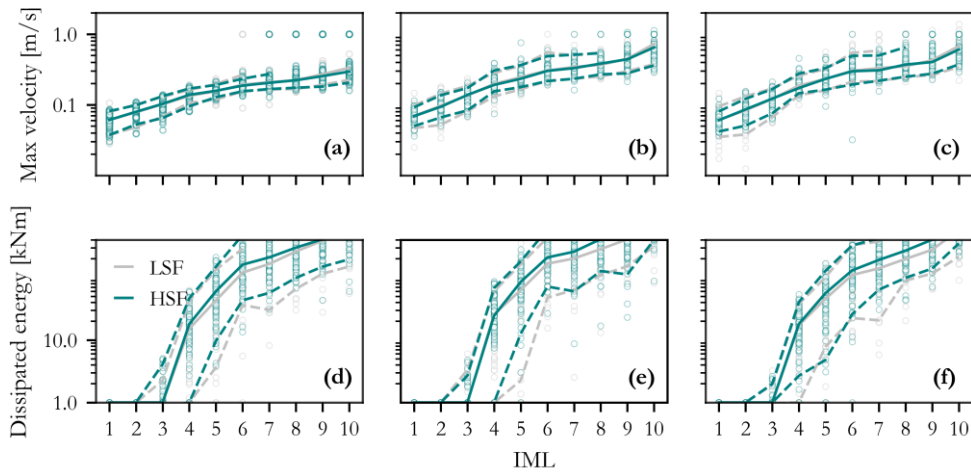 Max velocity [m/s]
1.0
0.1
(a)
(b)
(c)
Dissipated energy [kNm]
10.0
1.0
LSF
HSF
(d)
(e)
(f)
1 2 3 4 5 6 7 8 9 10
1 2 3 4 5 6 7 8 9 10
1 2 3 4 5 6 7 8 9 10
IML